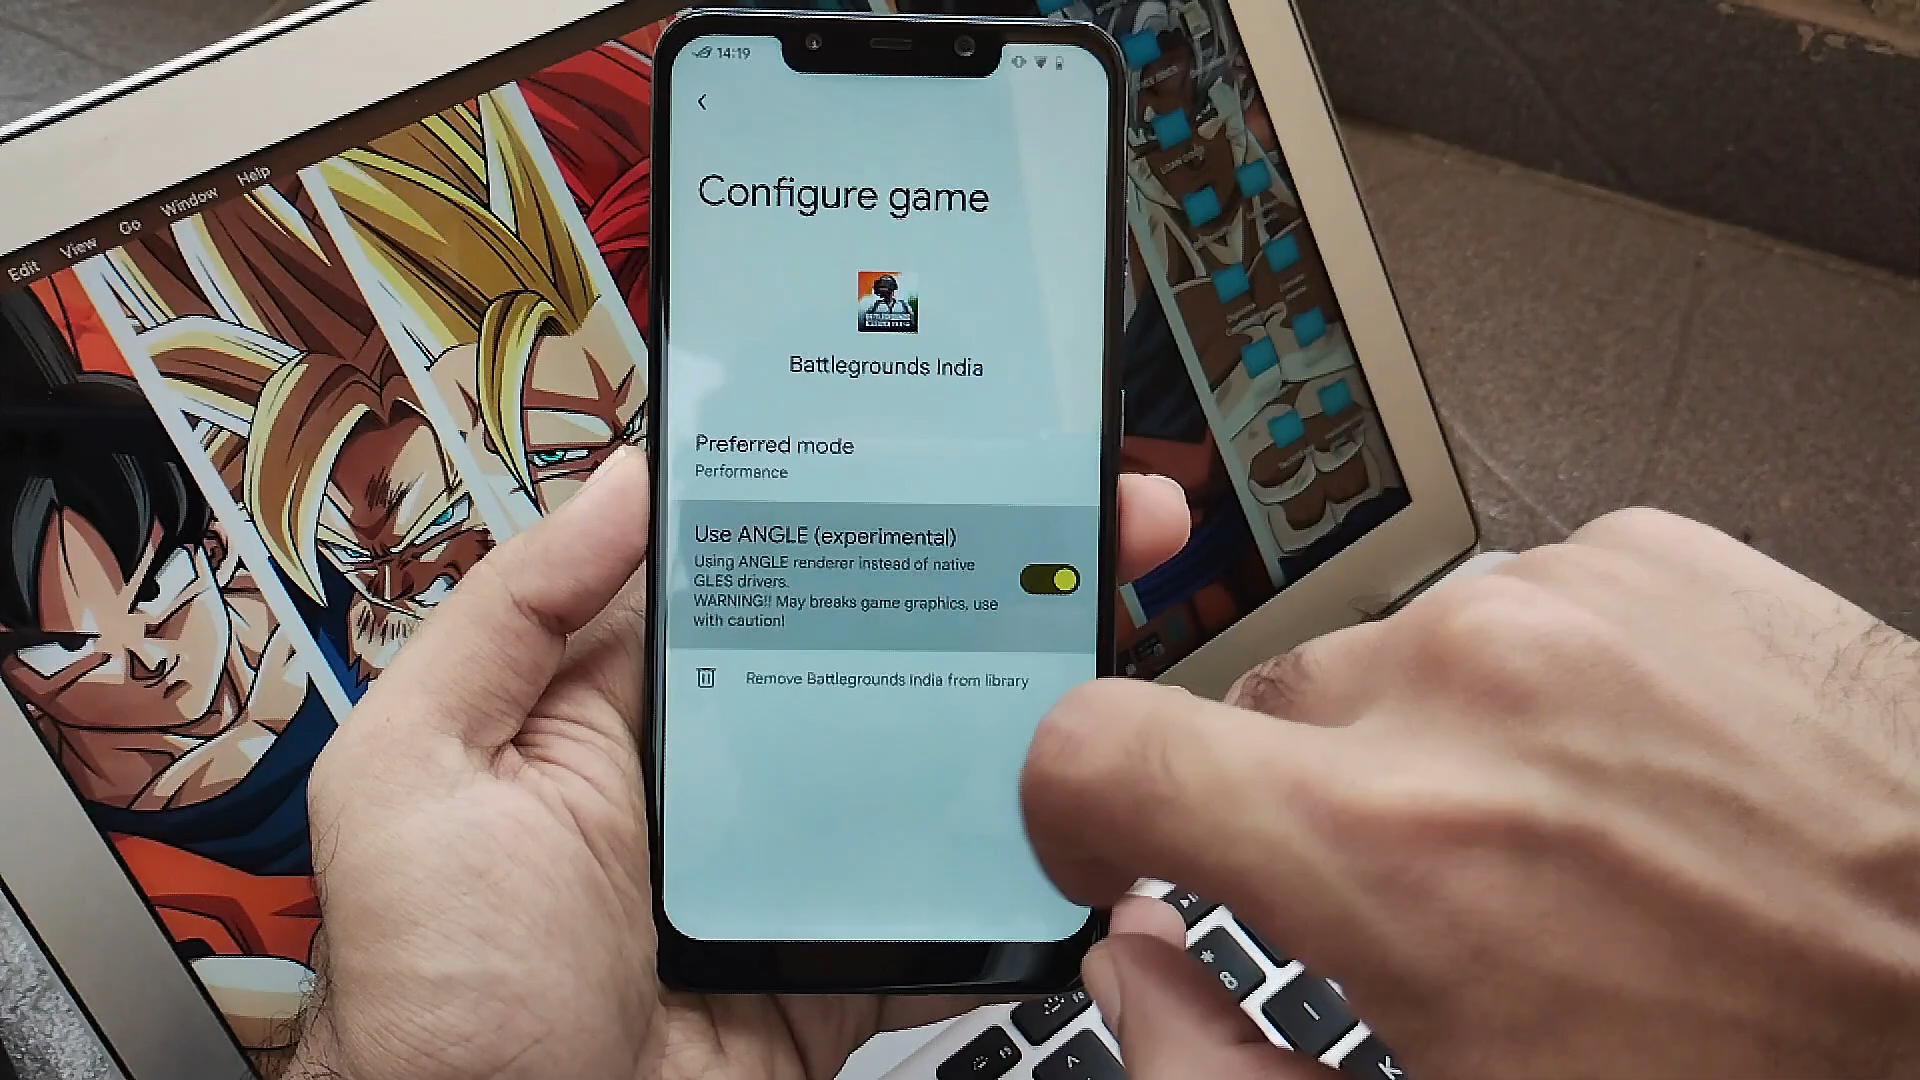 14:19
Configure game
Battlegrounds India
Preferred mode
Performance
Use ANGLE (experimental)
Using ANGLE renderer instead of native
GLES drivers.
WARNING!! May breaks game graphics, use
with caution!
Remove Battlegrounds India from library
Edit View Go Window Help
*
8
I
K